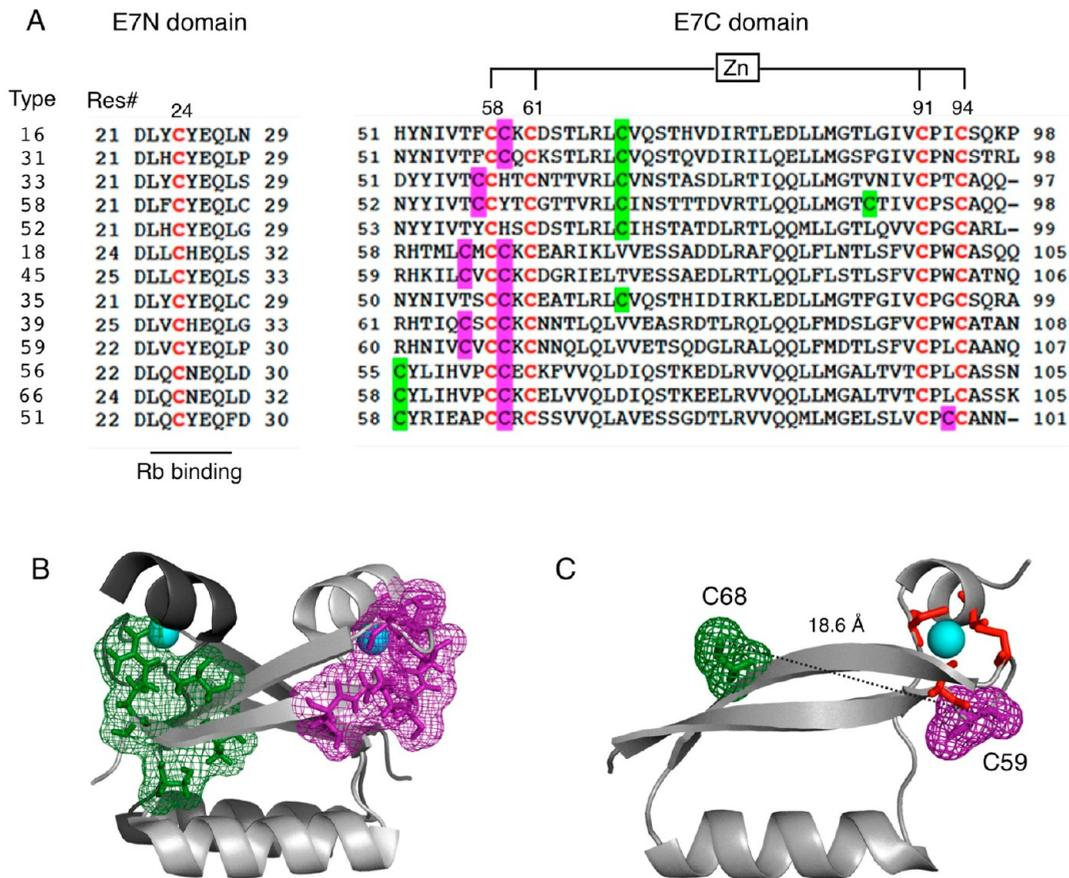 A E7N domain E7C domain
Zn
Type Res# 24 58 61 91 94
16 21 DLYCYEQLN 29 51 HYNIVTFCCKCDSTLRLCVQSTHVDIRTLEDLLMGTLGIVCPICSQKP 98
31 21 DLHCYEQLP 29 51 NYNIVTFCCQCKSTLRLCVQSTQVDIRILQELLMGSFGIVCPNCSTRL 98
33 21 DLYCYEQLS 29 51 DYYIVTCCHTCNTTVRLCVNSTASDLRTIQQLLMGTVNIVCPTCAQQ- 97
58 21 DLFCYEQLC 29 52 NYYIVTCCYTCGTTVRLCINSTTTDVRTLQQLLMGTCTIVCPSCAQQ- 98
52 21 DLHCYEQLG 29 53 NYYIVTYCHSCDSTLRLCIHSTATDLRTLQQMLLGTLQVVCPGCARL- 99
18 24 DLLCHEQLS 32 58 RHTMLCMCCKCEARIKLVVESSADDLRAFQQLFLNTLSFVCPWCASQQ 105
45 25 DLLCYEQLS 33 59 RHKILCVCCKCDGRIELTVESSAEDLRTLQQLFLSTLSFVCPWCATNQ 106
35 21 DLYCYEQLC 29 50 NYNIVTSCCKCEATLRLCVQSTHIDIRKLEDLLMGTFGIVCPGCSQRA 99
39 25 DLVCHEQLG 33 61 RHTIQCSCCKCNNTLQLVVEASRDTLRQLQQLFMDSLGFVCPWCATAN 108
59 22 DLVCYEQLP 30 60 RHNIVCVCCKCNNQLQLVVETSQDGLRALQQLFMDTLSFVCPLCAANQ 107
56 22 DLQCNEQLD 30 55 CYLIHVPCCECKFVVQLDIQSTKEDLRVVQQLLMGALTVTCPLCASSN 105
66 24 DLQCNEQLD 32 58 CYLIHVPCCECKELVVQLDIQSTKEELRVVQQLLMGALTVTCPLCASSK 105
51 22 DLQCYEQFD 30 58 CYRIEAPCCRCSSVVQLAVESSGDTLRVVQQMLMGELSLVCPCCANN- 101
Rb binding
B C
C68
18.6 Å
C59